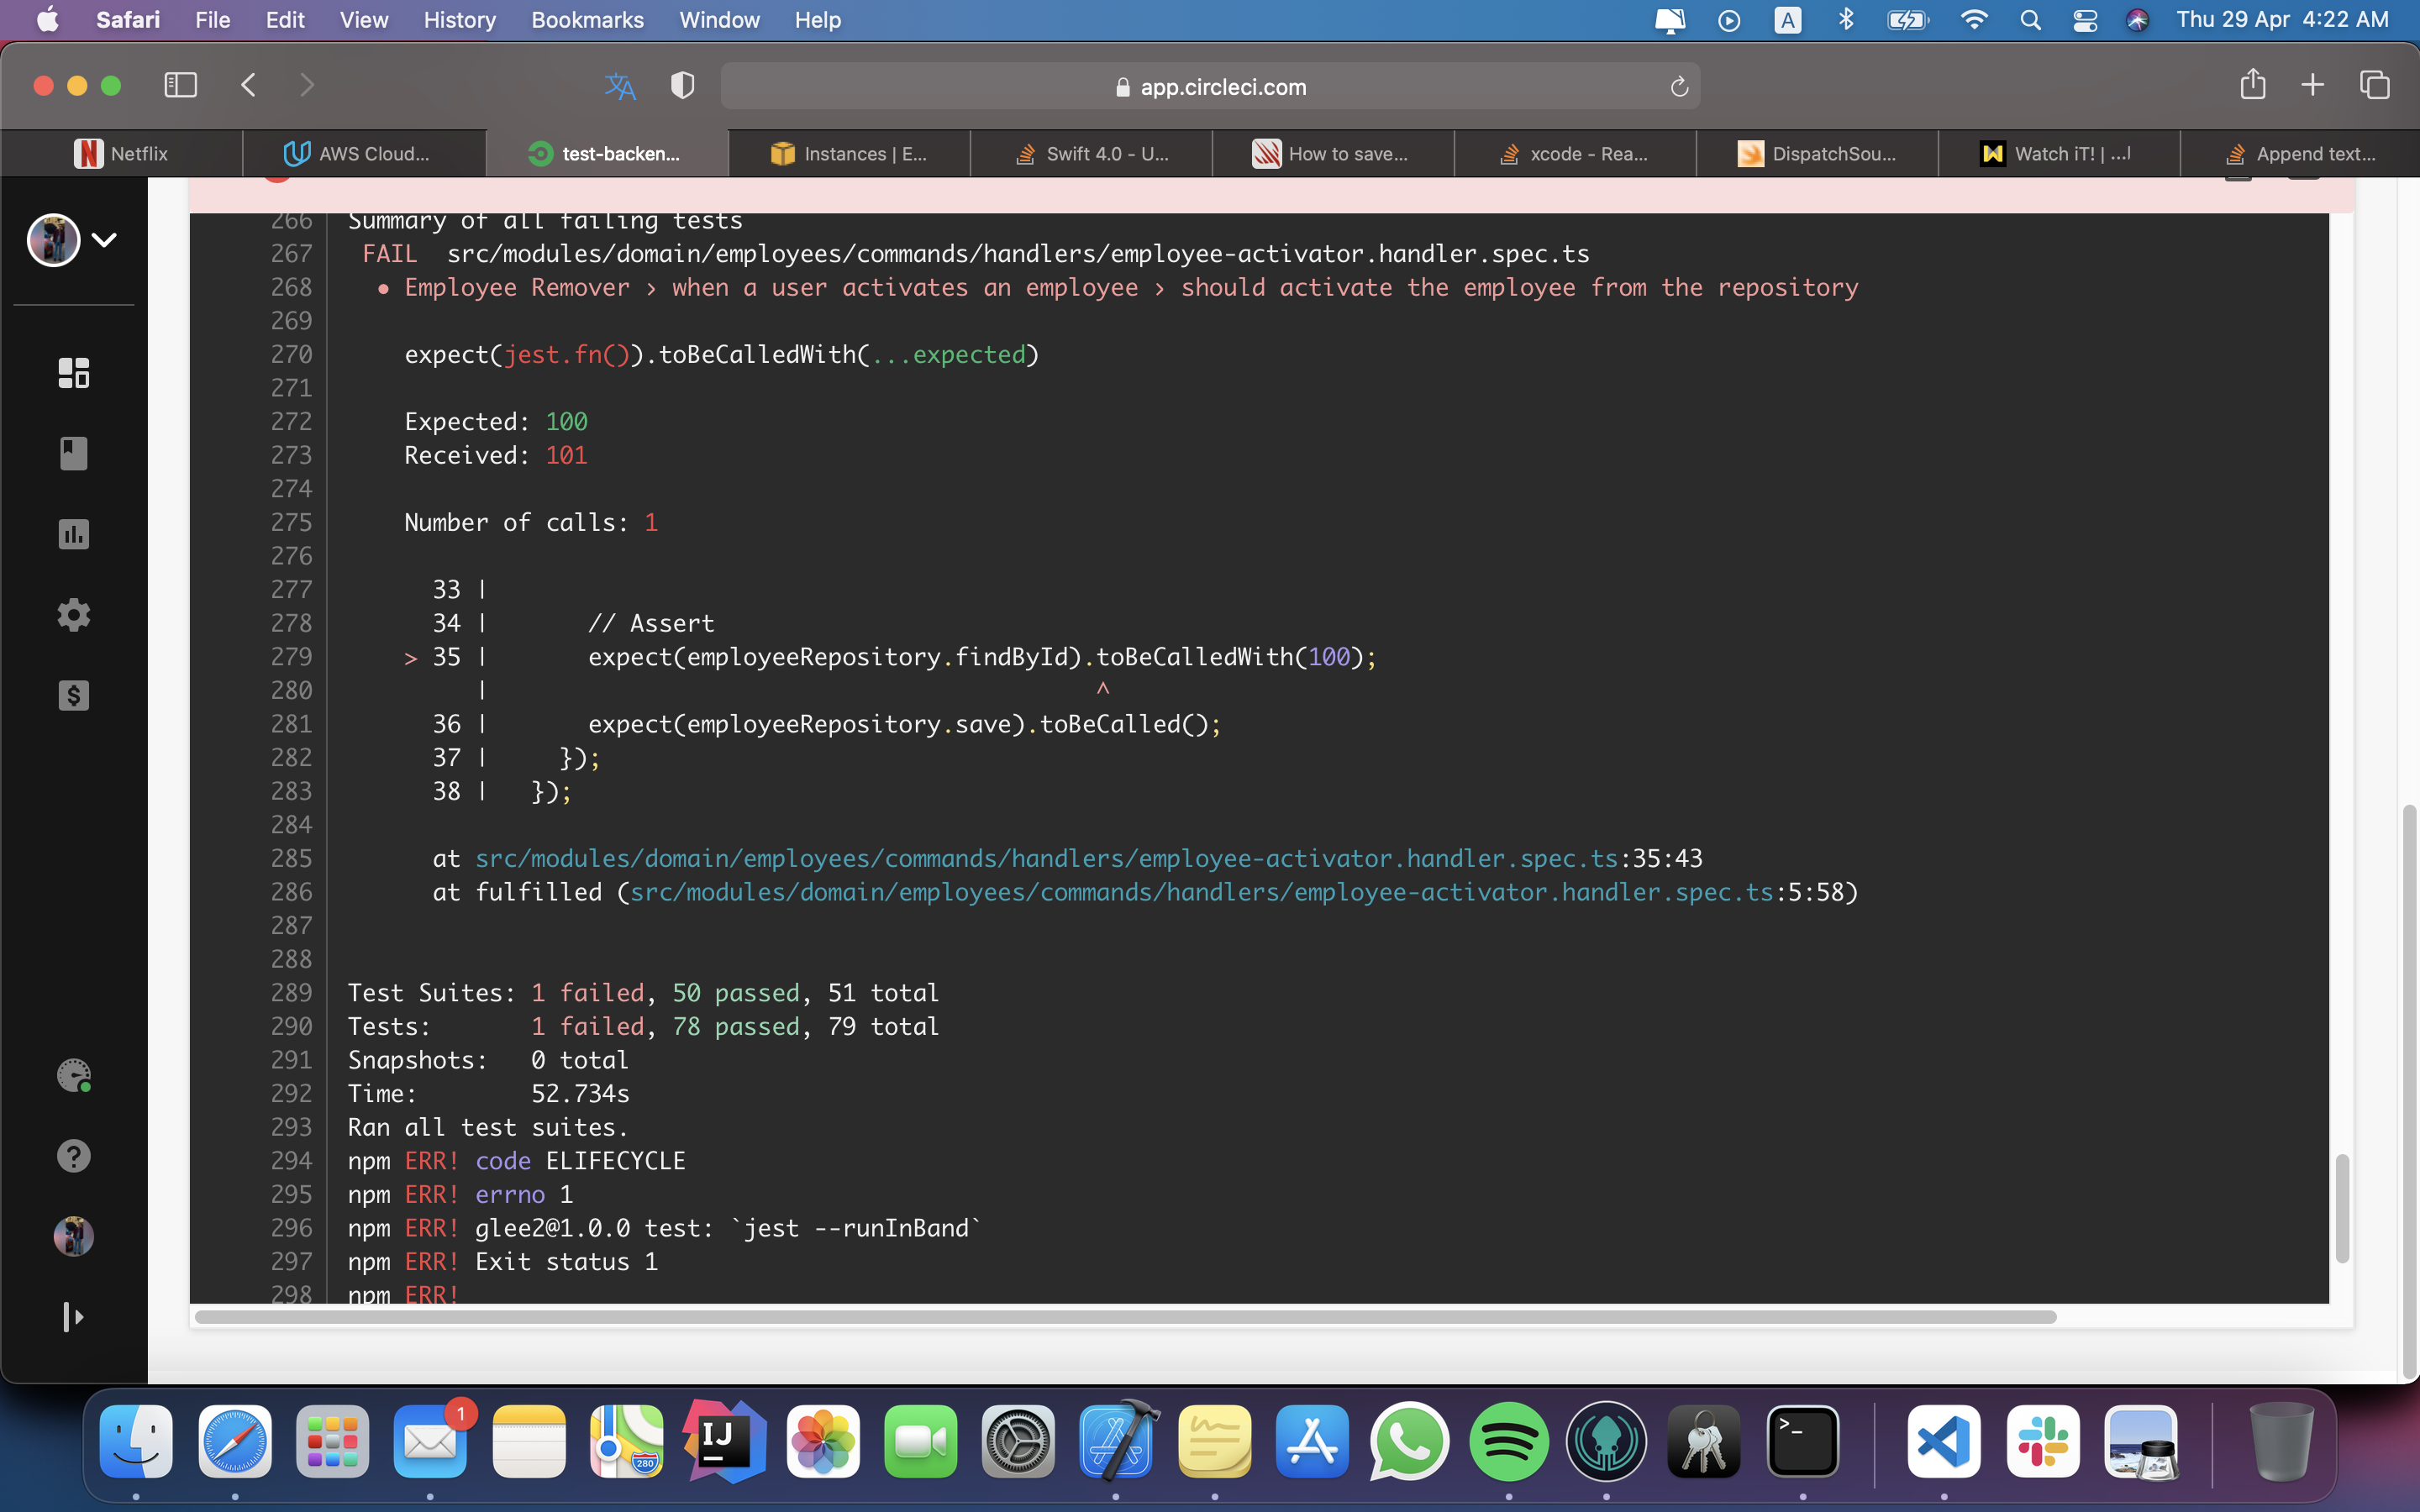 Safari File Edit View History Bookmarks Window Help A Thu 29 Apr 4:22 AM
app.circleci.com
Netflix AWS Cloud... test-backen... Instances | E... Swift 4.0 - U... How to save... xcode - Rea... DispatchSou... Watch iT! | ... Append text...
266 Summary of all failing tests
267 FAIL src/modules/domain/employees/commands/handlers/employee-activator.handler.spec.ts
268 ● Employee Remover › when a user activates an employee › should activate the employee from the repository
269
270 expect(jest.fn()).toBeCalledWith(...expected)
271
272 Expected: 100
273 Received: 101
274
275 Number of calls: 1
276
277 33 |
278 34 | // Assert
279 > 35 | expect(employeeRepository.findById).toBeCalledWith(100);
280 | ^
281 36 | expect(employeeRepository.save).toBeCalled();
282 37 | });
283 38 | });
284
285 at src/modules/domain/employees/commands/handlers/employee-activator.handler.spec.ts:35:43
286 at fulfilled (src/modules/domain/employees/commands/handlers/employee-activator.handler.spec.ts:5:58)
287
288
289 Test Suites: 1 failed, 50 passed, 51 total
290 Tests: 1 failed, 78 passed, 79 total
291 Snapshots: 0 total
292 Time: 52.734s
293 Ran all test suites.
294 npm ERR! code ELIFECYCLE
295 npm ERR! errno 1
296 npm ERR! glee2@1.0.0 test: `jest --runInBand`
297 npm ERR! Exit status 1
298 npm ERR!
1
IJ
280
>_